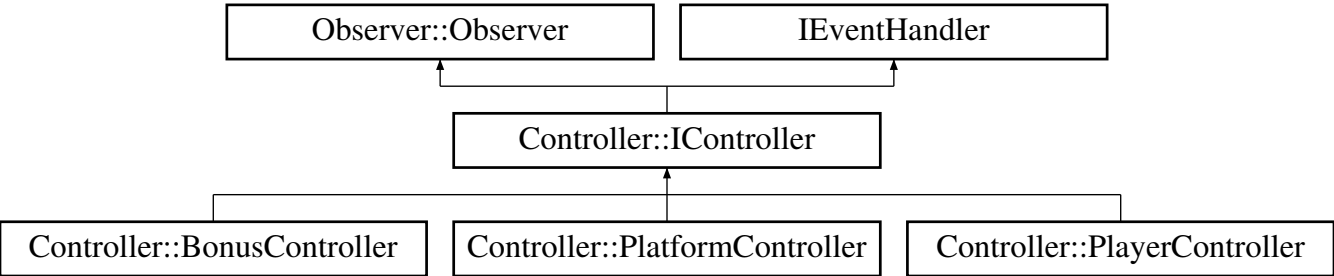 Observer::Observer
IEventHandler
Controller::IController
Controller::BonusController
Controller::PlatformController
Controller::PlayerController